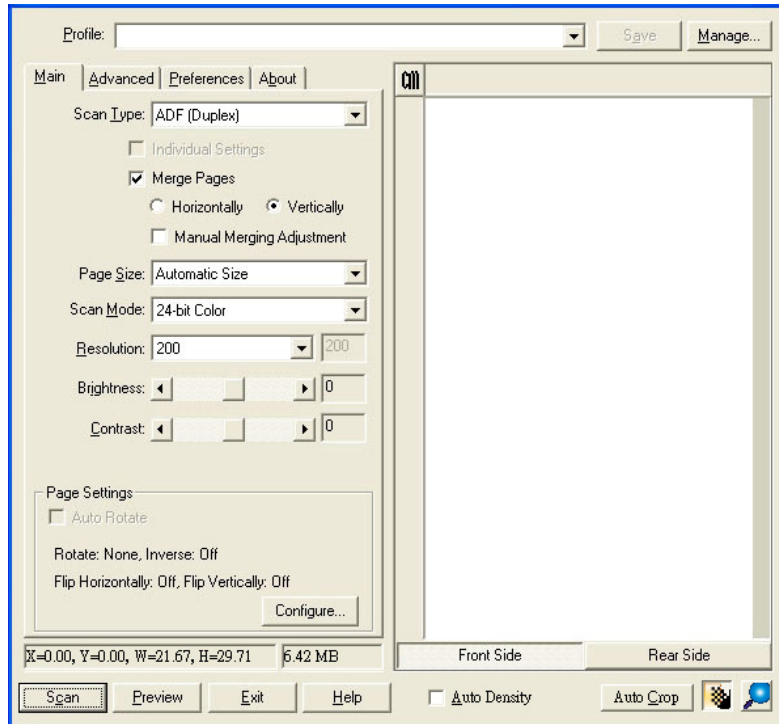 Profile: Save Manage...
Main Advanced Preferences About
cm
Scan Type: ADF (Duplex)
Individual Settings
Merge Pages
Horizontally Vertically
Manual Merging Adjustment
Page Size: Automatic Size
Scan Mode: 24-bit Color
Resolution: 200 200
Brightness: 0
Contrast: 0
Page Settings
Auto Rotate
Rotate: None, Inverse: Off
Flip Horizontally: Off, Flip Vertically: Off
Configure...
X=0.00, Y=0.00, W=21.67, H=29.71 6.42 MB Front Side Rear Side
Scan Preview Exit Help Auto Density Auto Crop